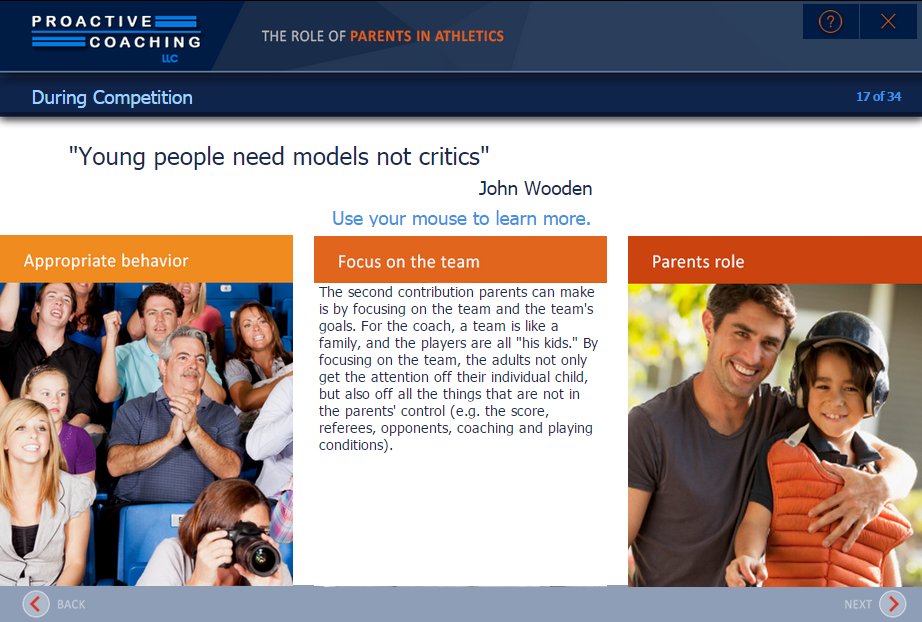 PROACTIVE
COACHING
LLC
THE ROLE OF PARENTS IN ATHLETICS
?
During Competition
17 of 34
"Young people need models not critics"
John Wooden
Use your mouse to learn more.
Appropriate behavior
Focus on the team
The second contribution parents can make
is by focusing on the team and the team's
goals. For the coach, a team is like a
family, and the players are all "his kids." By
focusing on the team, the adults not only
get the attention off their individual child,
but also off all the things that are not in
the parents' control (e.g. the score,
referees, opponents, coaching and playing
conditions).
Parents role
BACK
NEXT